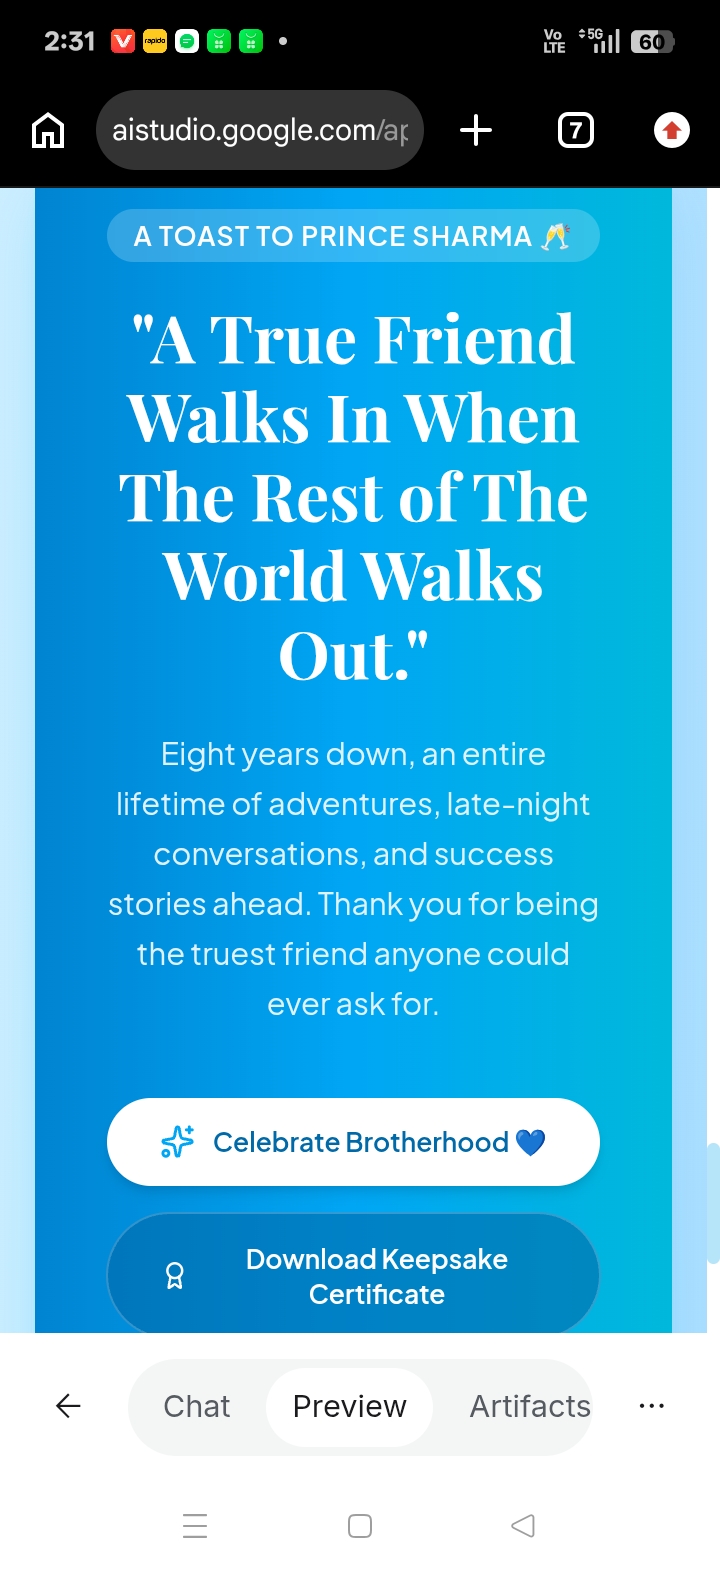 2:31
rapido
Vo
LTE
5G
60
aistudio.google.com/ap
7
A TOAST TO PRINCE SHARMA 🥂
"A True Friend
Walks In When
The Rest of The
World Walks
Out."
Eight years down, an entire
lifetime of adventures, late-night
conversations, and success
stories ahead. Thank you for being
the truest friend anyone could
ever ask for.
Celebrate Brotherhood 💙
Download Keepsake
Certificate
Chat
Preview
Artifacts